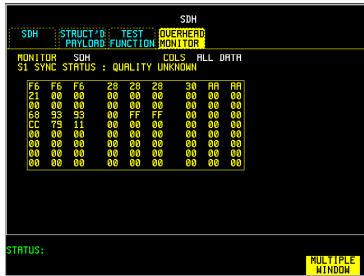 SDH
SDH STRUCT'D TEST OVERHEAD
PAYLOAD FUNCTION MONITOR
MONITOR SOH COLS ALL DATA
S1 SYNC STATUS : QUALITY UNKNOWN
F6 F6 F6 28 28 28 30 AA AA
21 00 00 00 00 00 00 00 00
00 00 00 00 00 00 00 00 00
68 93 93 00 FF FF 00 00 00
CC 79 11 00 00 00 00 00 00
00 00 00 00 00 00 00 00 00
00 00 00 00 00 00 00 00 00
00 00 00 00 00 00 00 00 00
00 00 00 00 00 00 00 00 00
STATUS:
MULTIPLE
WINDOW